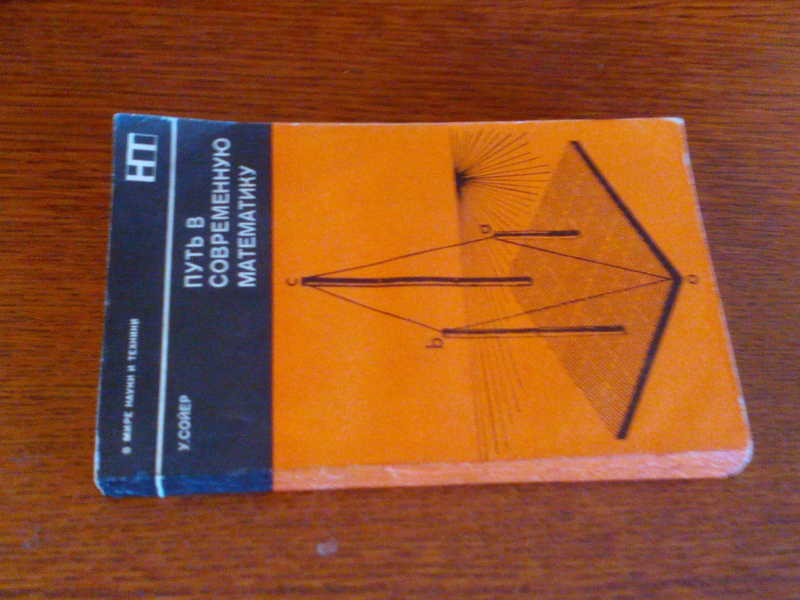 В МИРЕ НАУКИ И ТЕХНИКИ
НТ
У.СОЙЕР
ПУТЬ В
СОВРЕМЕННУЮ
МАТЕМАТИКУ
c
a
b
o